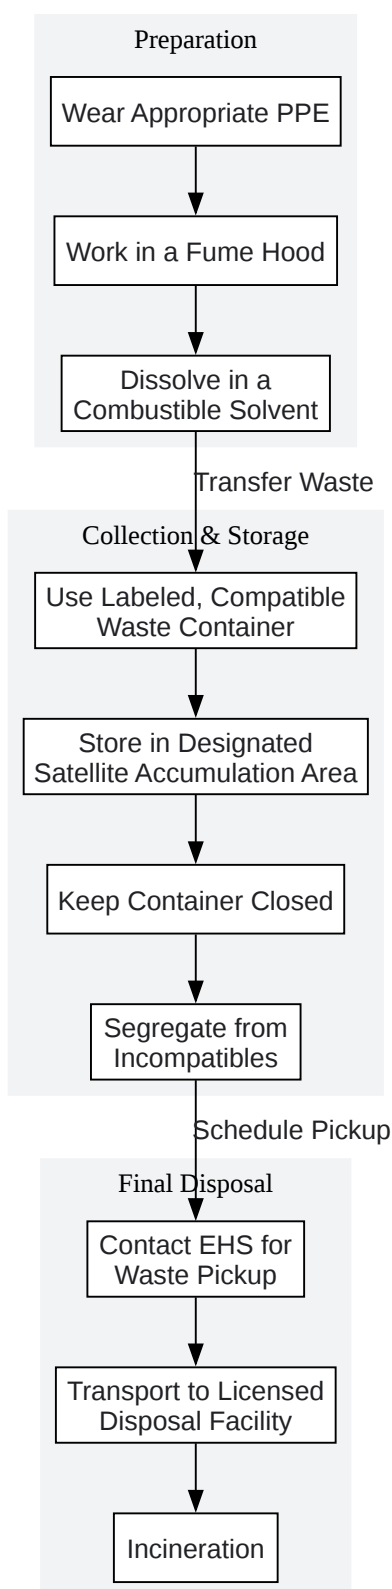 Preparation
Wear Appropriate PPE
Work in a Fume Hood
Dissolve in a
Combustible Solvent
Transfer Waste
Collection & Storage
Use Labeled, Compatible
Waste Container
Store in Designated
Satellite Accumulation Area
Keep Container Closed
Segregate from
Incompatibles
Schedule Pickup
Final Disposal
Contact EHS for
Waste Pickup
Transport to Licensed
Disposal Facility
Incineration